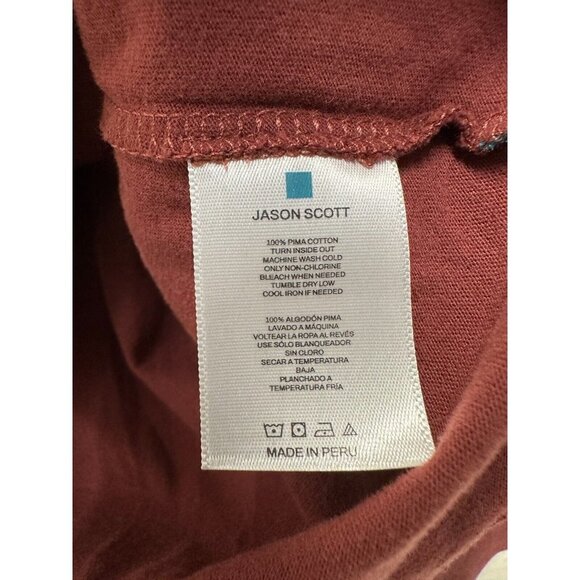 JASON SCOTT
100% PIMA COTTON
TURN INSIDE OUT
MACHINE WASH COLD
ONLY NON-CHLORINE
BLEACH WHEN NEEDED
TUMBLE DRY LOW
COOL IRON IF NEEDED
100% ALGODÓN PIMA
LAVADO A MÁQUINA
VOLTEAR LA ROPA AL REVÉS
USE SÓLO BLANQUEADOR
SIN CLORO
SECAR A TEMPERATURA
BAJA
PLANCHADO A
TEMPERATURA FRÍA
MADE IN PERU